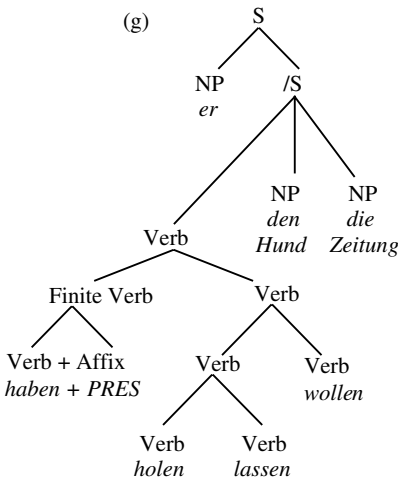 (g) S
NP /S
er
NP NP
den die
Hund Zeitung
Verb
Finite Verb Verb
Verb + Affix Verb Verb
haben + PRES wollen
Verb Verb
holen lassen